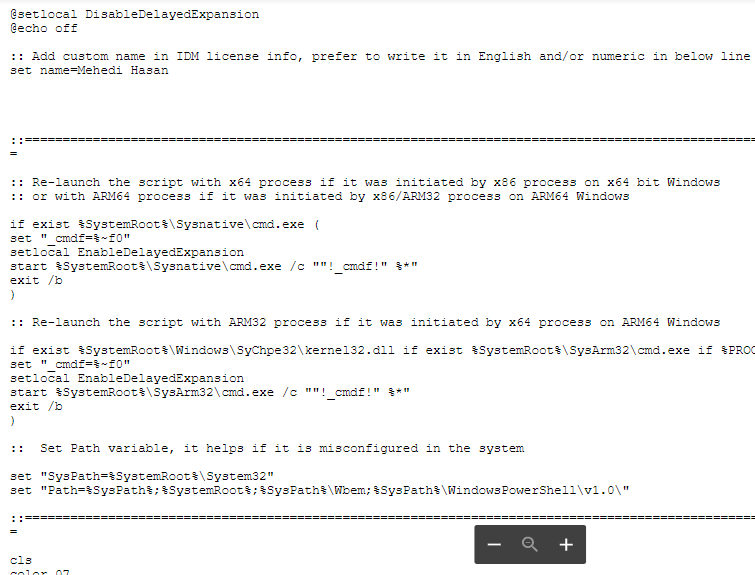 @setlocal DisableDelayedExpansion
@echo off
:: Add custom name in IDM license info, prefer to write it in English and/or numeric in below line
set name=Mehedi Hasan
::=================================================================================================
=
:: Re-launch the script with x64 process if it was initiated by x86 process on x64 bit Windows
:: or with ARM64 process if it was initiated by x86/ARM32 process on ARM64 Windows
if exist %SystemRoot%\Sysnative\cmd.exe (
set "_cmdf=%~f0"
setlocal EnableDelayedExpansion
start %SystemRoot%\Sysnative\cmd.exe /c ""!_cmdf!" %*"
exit /b
)
:: Re-launch the script with ARM32 process if it was initiated by x64 process on ARM64 Windows
if exist %SystemRoot%\Windows\SyChpe32\kernel32.dll if exist %SystemRoot%\SysArm32\cmd.exe if %PROC
set "_cmdf=%~f0"
setlocal EnableDelayedExpansion
start %SystemRoot%\SysArm32\cmd.exe /c ""!_cmdf!" %*"
exit /b
)
::  Set Path variable, it helps if it is misconfigured in the system
set "SysPath=%SystemRoot%\System32"
set "Path=%SysPath%;%SystemRoot%;%SysPath%\Wbem;%SysPath%\WindowsPowerShell\v1.0\"
::=================================================================================================
=
cls
color 07